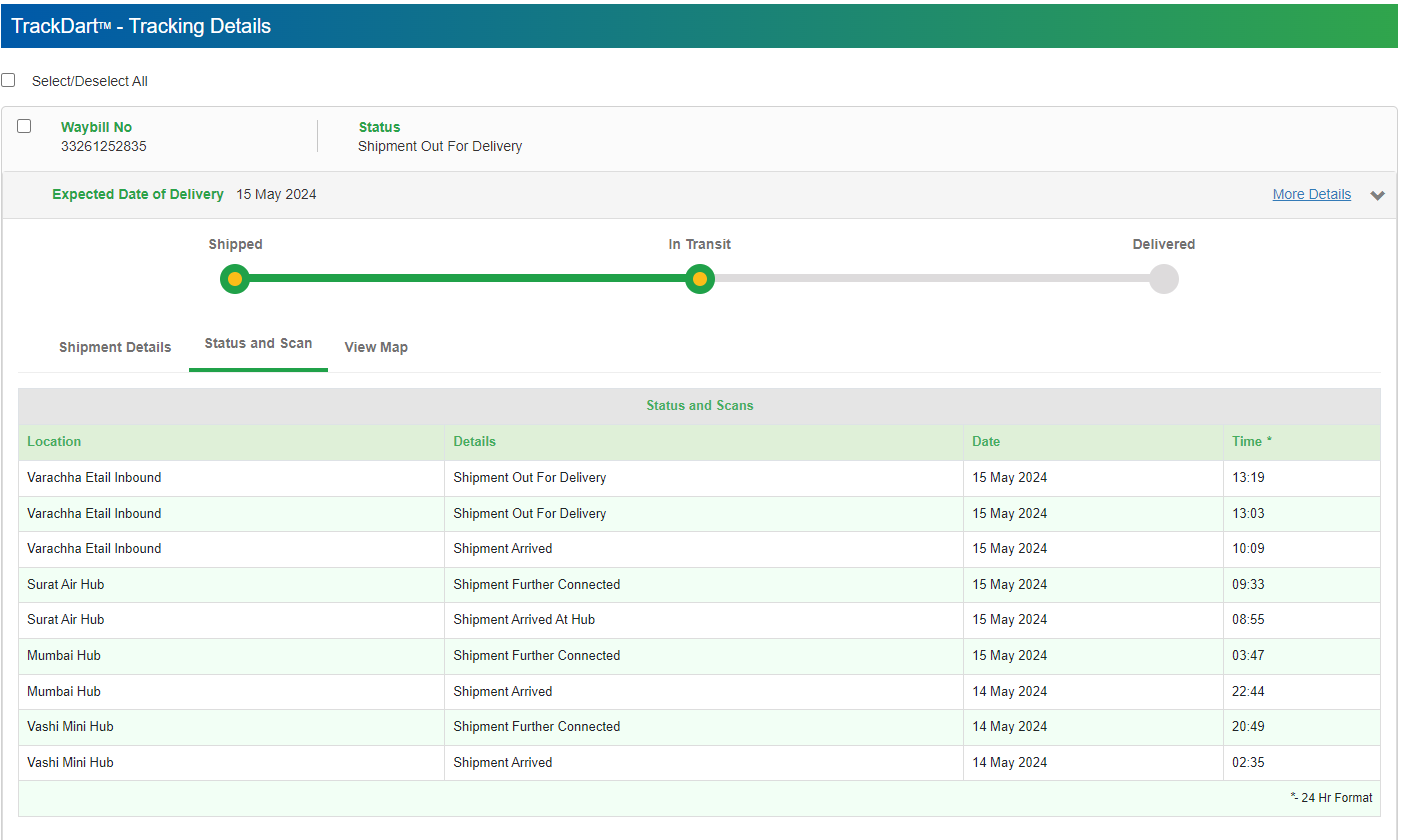 TrackDart™ - Tracking Details
Select/Deselect All
Waybill No
33261252835
Status
Shipment Out For Delivery
Expected Date of Delivery 15 May 2024 More Details
Shipped In Transit Delivered
Shipment Details Status and Scan View Map
Status and Scans
Location Details Date Time *
Varachha Etail Inbound Shipment Out For Delivery 15 May 2024 13:19
Varachha Etail Inbound Shipment Out For Delivery 15 May 2024 13:03
Varachha Etail Inbound Shipment Arrived 15 May 2024 10:09
Surat Air Hub Shipment Further Connected 15 May 2024 09:33
Surat Air Hub Shipment Arrived At Hub 15 May 2024 08:55
Mumbai Hub Shipment Further Connected 15 May 2024 03:47
Mumbai Hub Shipment Arrived 14 May 2024 22:44
Vashi Mini Hub Shipment Further Connected 14 May 2024 20:49
Vashi Mini Hub Shipment Arrived 14 May 2024 02:35
*- 24 Hr Format